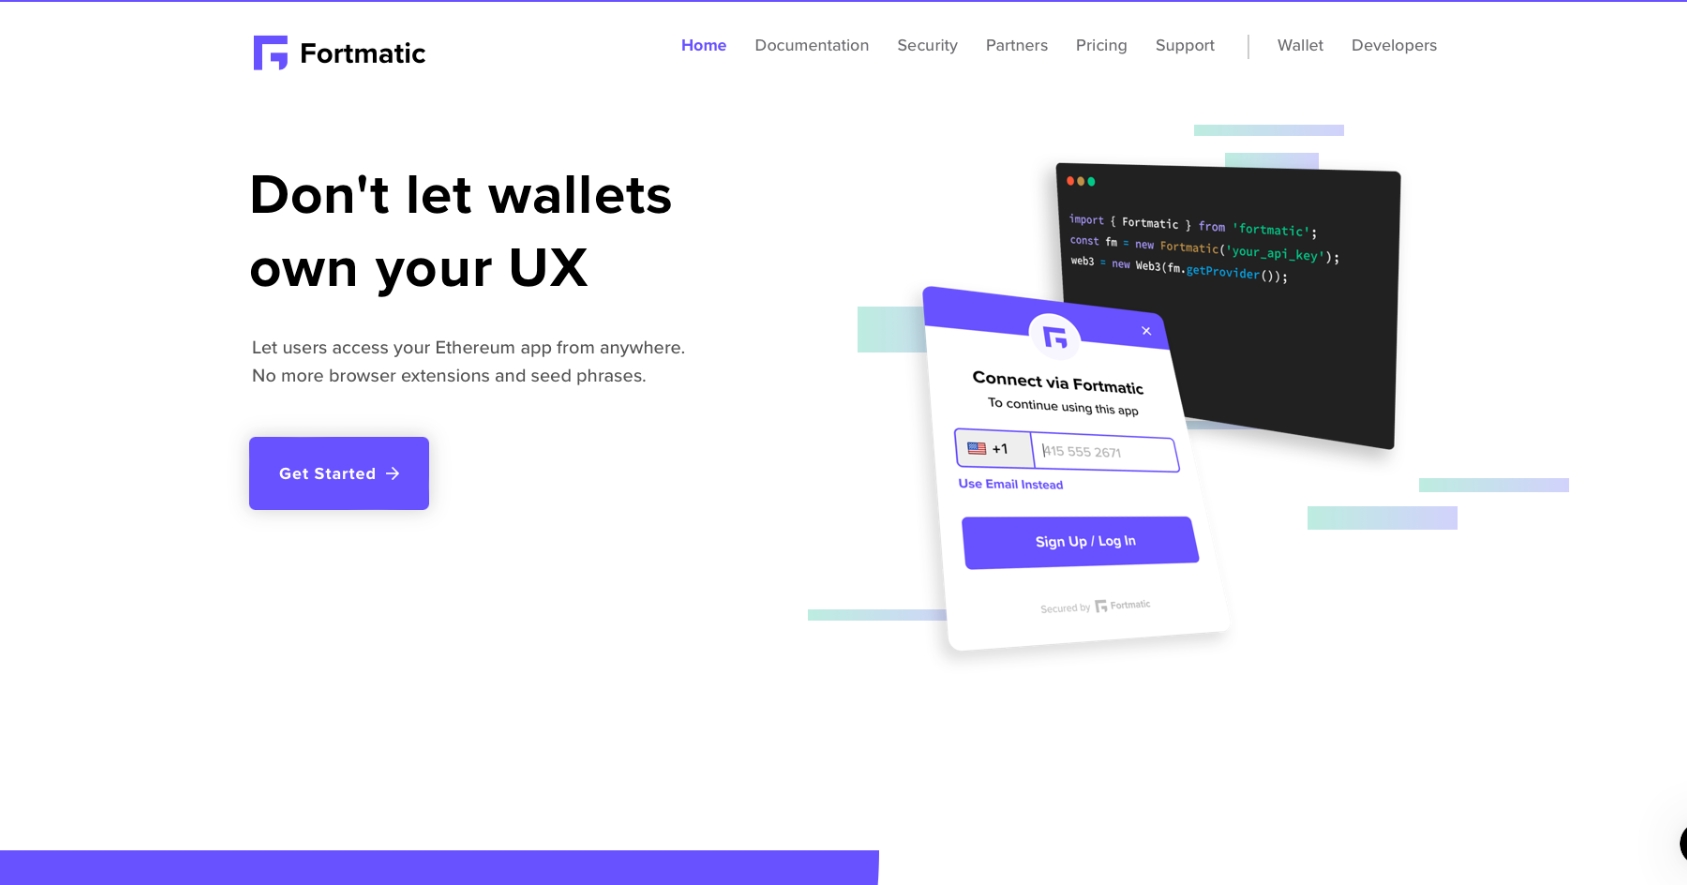 Fortmatic
Home Documentation Security Partners Pricing Support Wallet Developers
Don't let wallets
own your UX
Let users access your Ethereum app from anywhere.
No more browser extensions and seed phrases.
Get Started →
import { Fortmatic } from 'fortmatic';
const fm = new Fortmatic('your_api_key');
web3 = new Web3(fm.getProvider());
Connect via Fortmatic
To continue using this app
+1 415 555 2671
Use Email Instead
Sign Up / Log In
Secured by Fortmatic